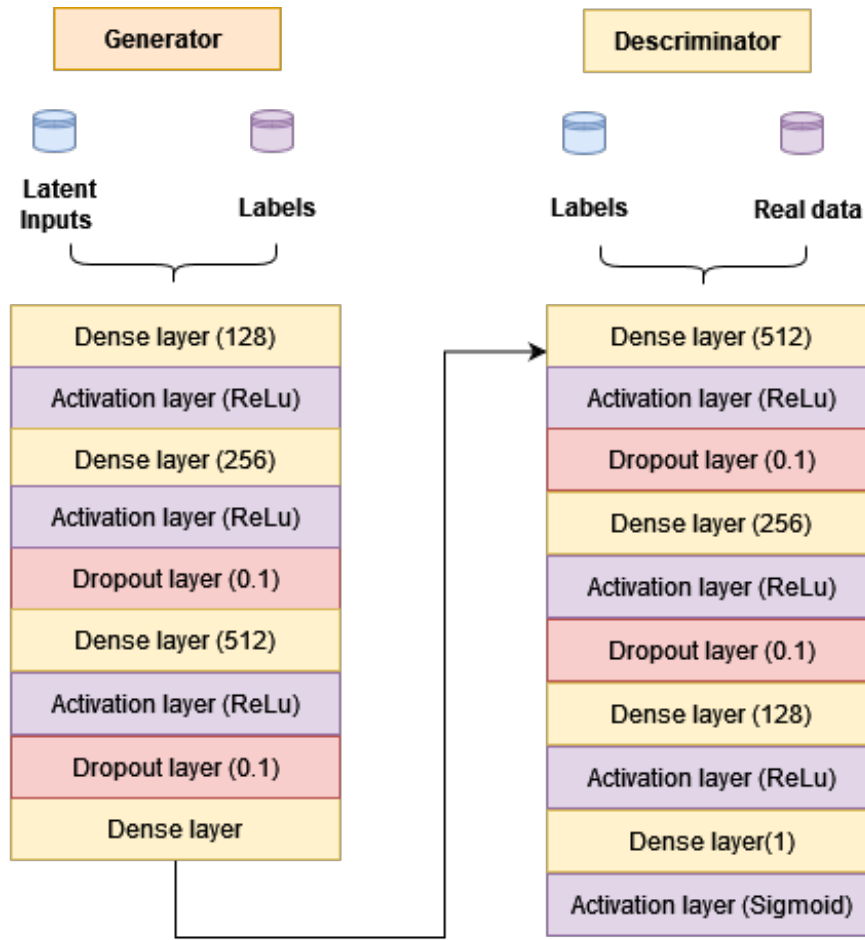 Generator
Latent
Inputs
Labels
Dense layer (128)
Activation layer (ReLu)
Dense layer (256)
Activation layer (ReLu)
Dropout layer (0.1)
Dense layer (512)
Activation layer (ReLu)
Dropout layer (0.1)
Dense layer
Descriminator
Labels
Real data
Dense layer (512)
Activation layer (ReLu)
Dropout layer (0.1)
Dense layer (256)
Activation layer (ReLu)
Dropout layer (0.1)
Dense layer (128)
Activation layer (ReLu)
Dense layer(1)
Activation layer (Sigmoid)